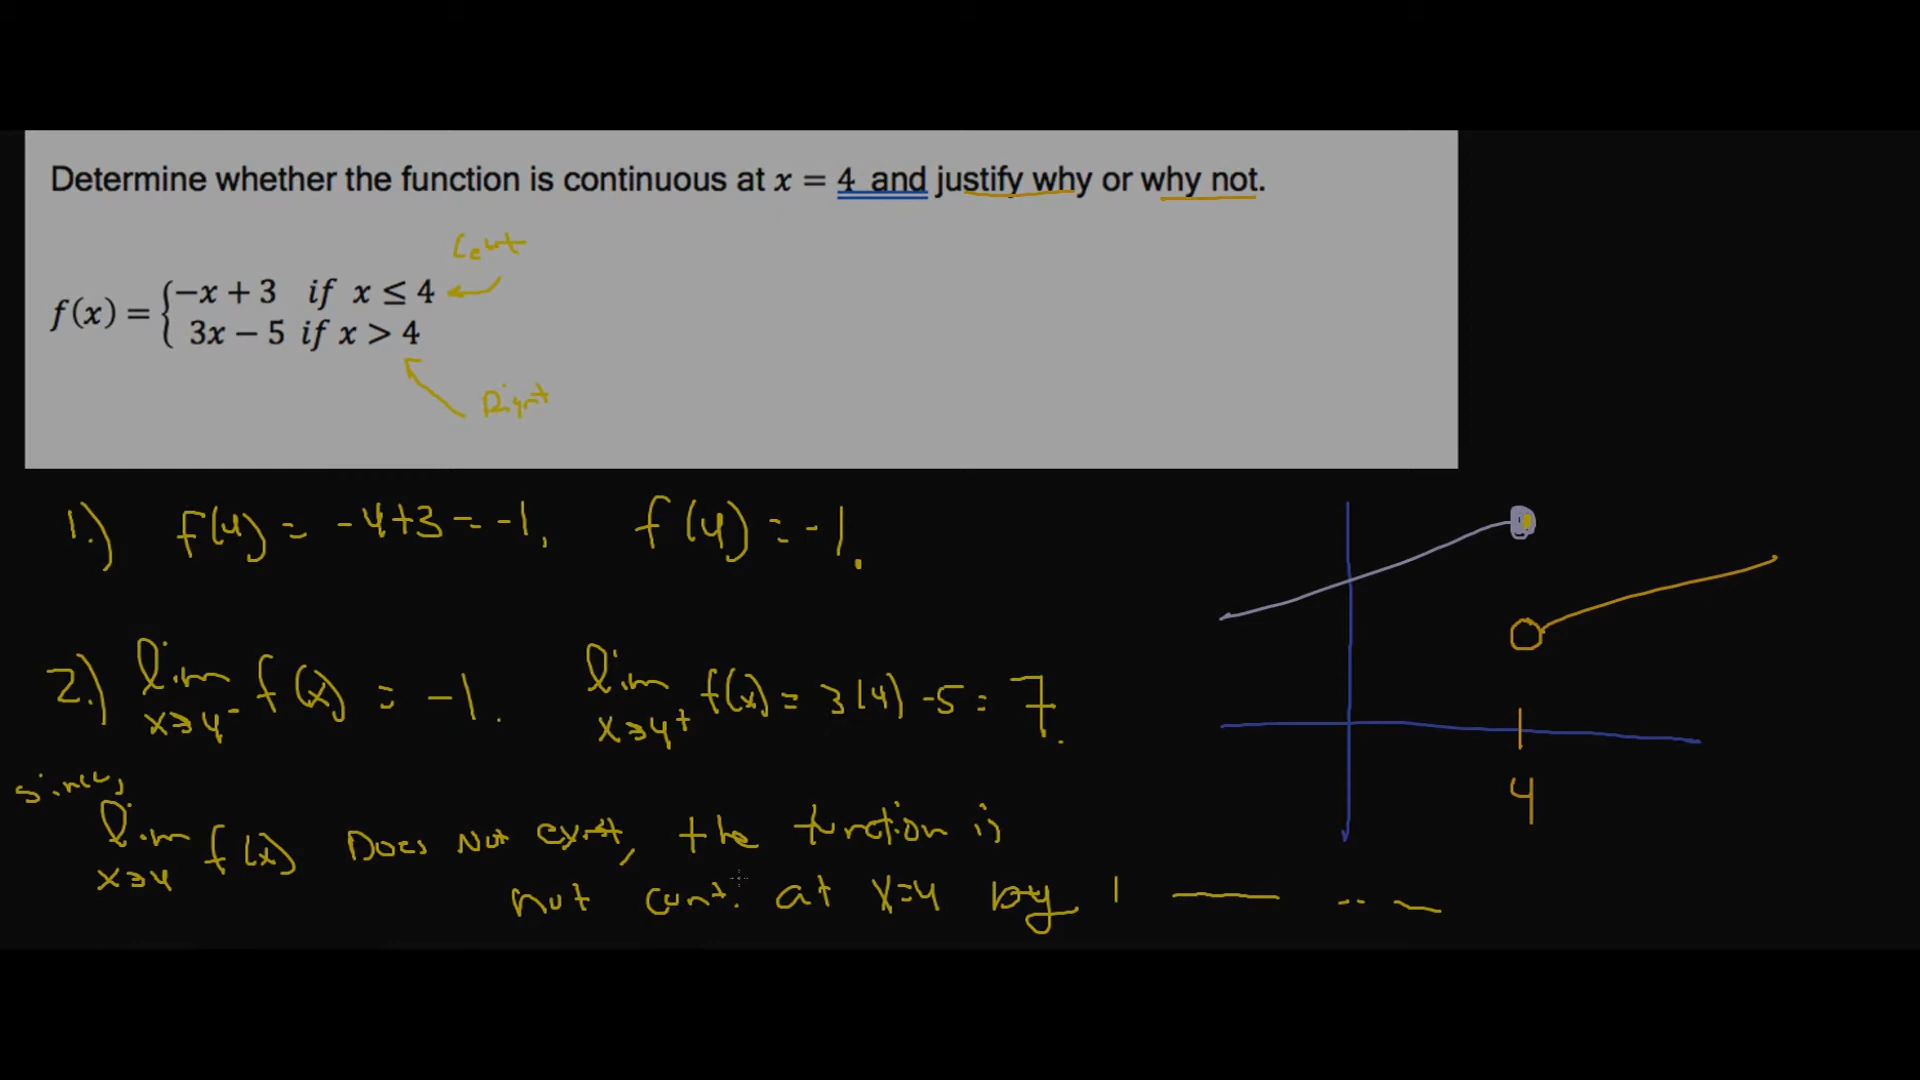 Determine whether the function is continuous at x = 4 and justify why or why not.
Left
f(x) = { −x + 3 if x ≤ 4
3x − 5 if x > 4
Right
1.) f(4) = -4+3 = -1, f(4) = -1.
2.) lim x→4⁻ f(x) = -1. lim x→4⁺ f(x) = 3(4) -5 = 7.
since,
lim x→4 f(x) Does Not exist, the function is
not cont. at x=4 by
4